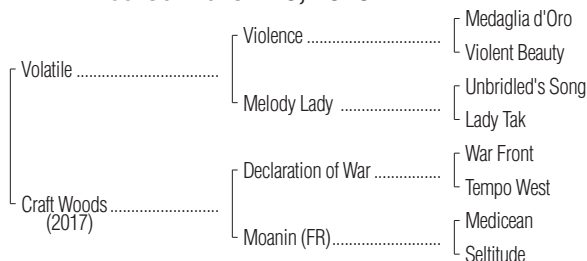 Medaglia d'Oro
Violence
Violent Beauty
Volatile
Unbridled's Song
Melody Lady
Lady Tak
War Front
Declaration of War
Tempo West
Craft Woods
(2017)
Medicean
Moanin (FR)
Seltitude